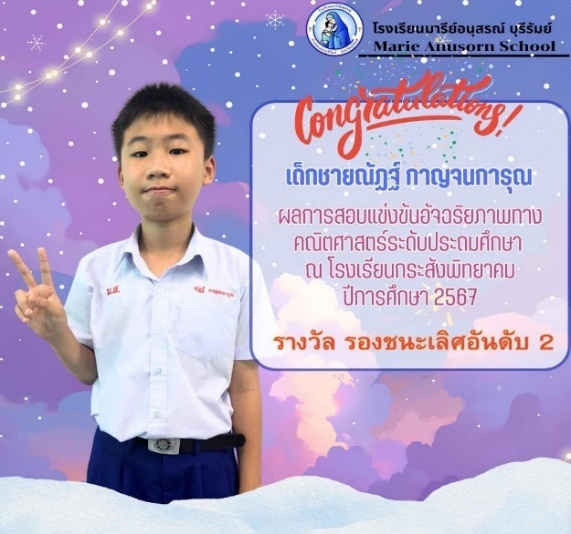 โรงเรียนมารีย์อนุสรณ์ บุรีรัมย์
Marie Anusorn School
Congratulations!
เด็กชายณัฏฐ์ กาญจนการุณ
ผลการสอบแข่งขันอัจฉริยภาพทาง
คณิตศาสตร์ระดับประถมศึกษา
ณ โรงเรียนกระสังพิทยาคม
ปีการศึกษา 2567
รางวัล รองชนะเลิศอันดับ 2
ม.ส.